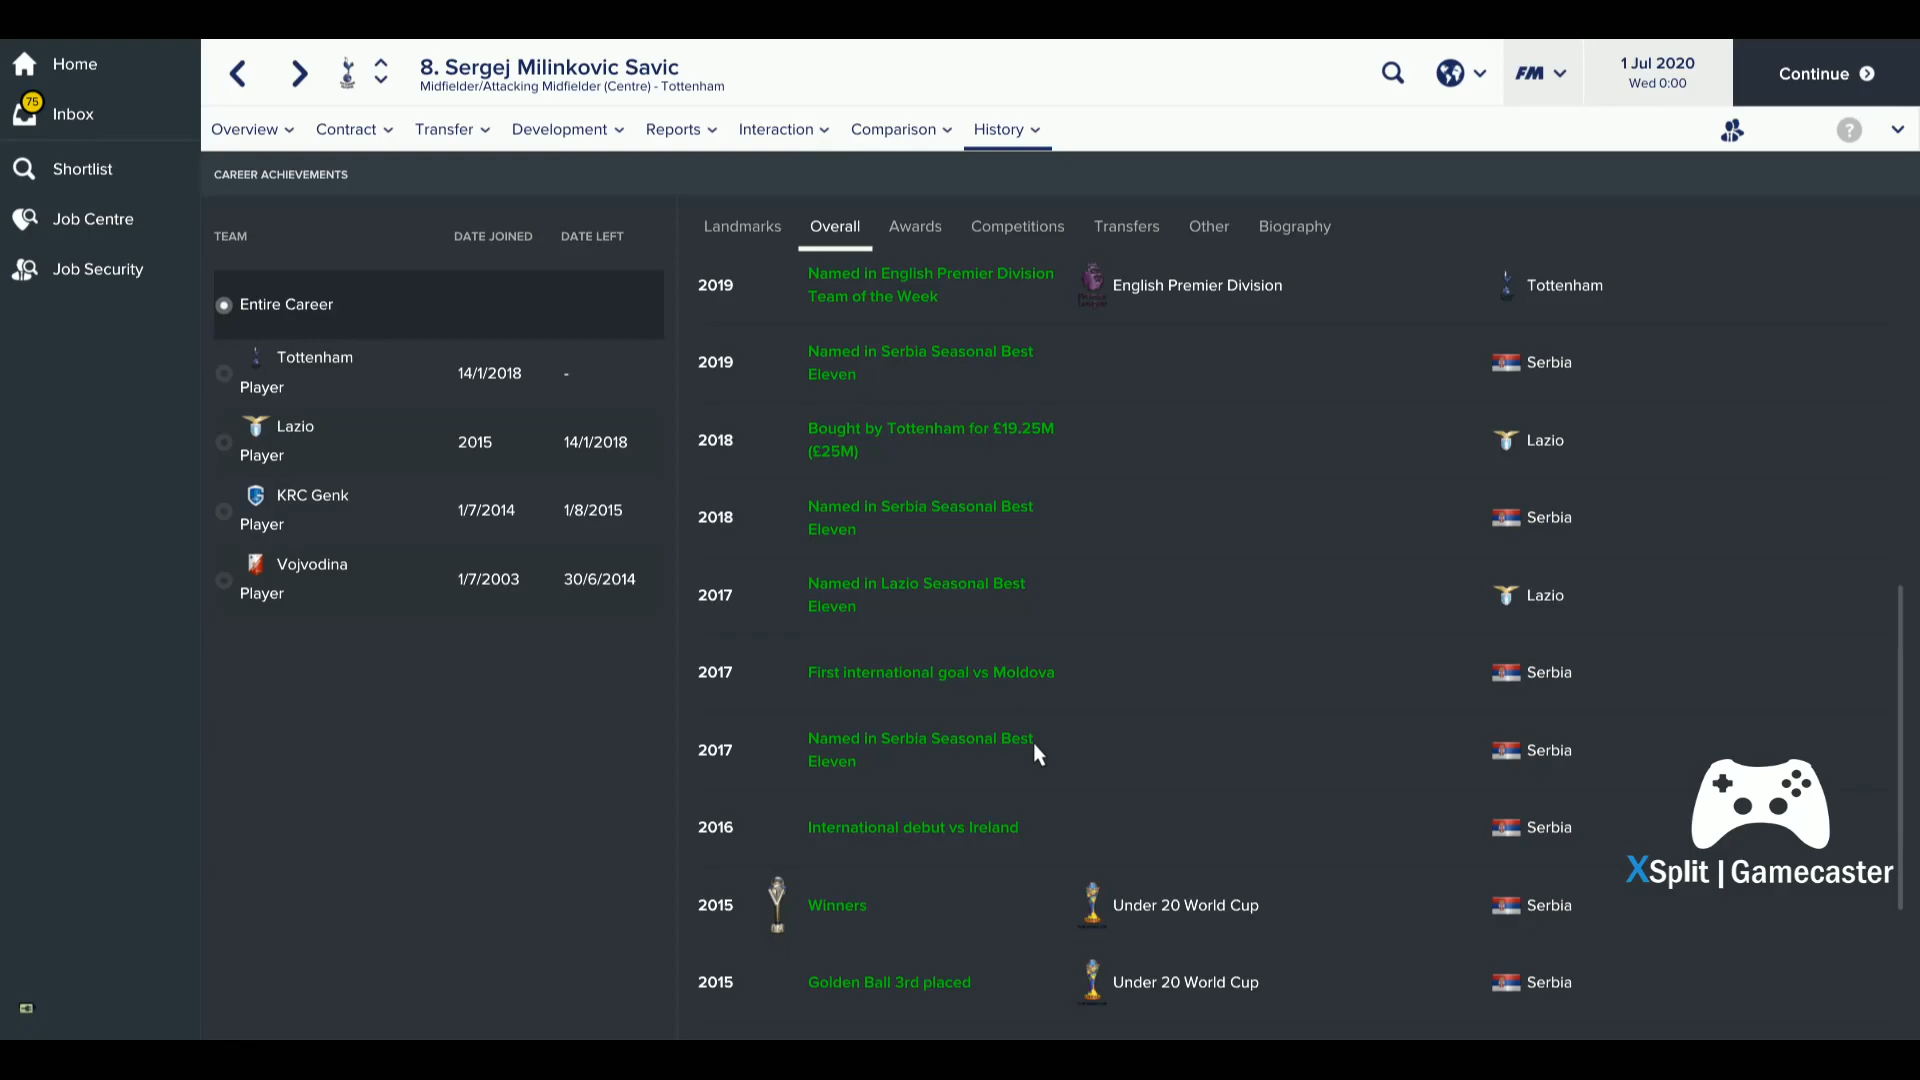 Home
75
Inbox
Shortlist
Job Centre
Job Security
8. Sergej Milinkovic Savic
Midfielder/Attacking Midfielder (Centre) - Tottenham
FM
1 Jul 2020
Wed 0:00
Continue
Overview
Contract
Transfer
Development
Reports
Interaction
Comparison
History
?
CAREER ACHIEVEMENTS
TEAM DATE JOINED DATE LEFT
Entire Career
Tottenham
Player
14/1/2018 -
Lazio
Player
2015 14/1/2018
KRC Genk
Player
1/7/2014 1/8/2015
Vojvodina
Player
1/7/2003 30/6/2014
Landmarks Overall Awards Competitions Transfers Other Biography
2019
Named in English Premier Division
Team of the Week
English Premier Division
Tottenham
2019
Named in Serbia Seasonal Best
Eleven
Serbia
2018
Bought by Tottenham for £19.25M
(£25M)
Lazio
2018
Named in Serbia Seasonal Best
Eleven
Serbia
2017
Named in Lazio Seasonal Best
Eleven
Lazio
2017
First international goal vs Moldova
Serbia
2017
Named in Serbia Seasonal Best
Eleven
Serbia
2016
International debut vs Ireland
Serbia
2015
Winners
Under 20 World Cup
Serbia
2015
Golden Ball 3rd placed
Under 20 World Cup
Serbia
XSplit | Gamecaster